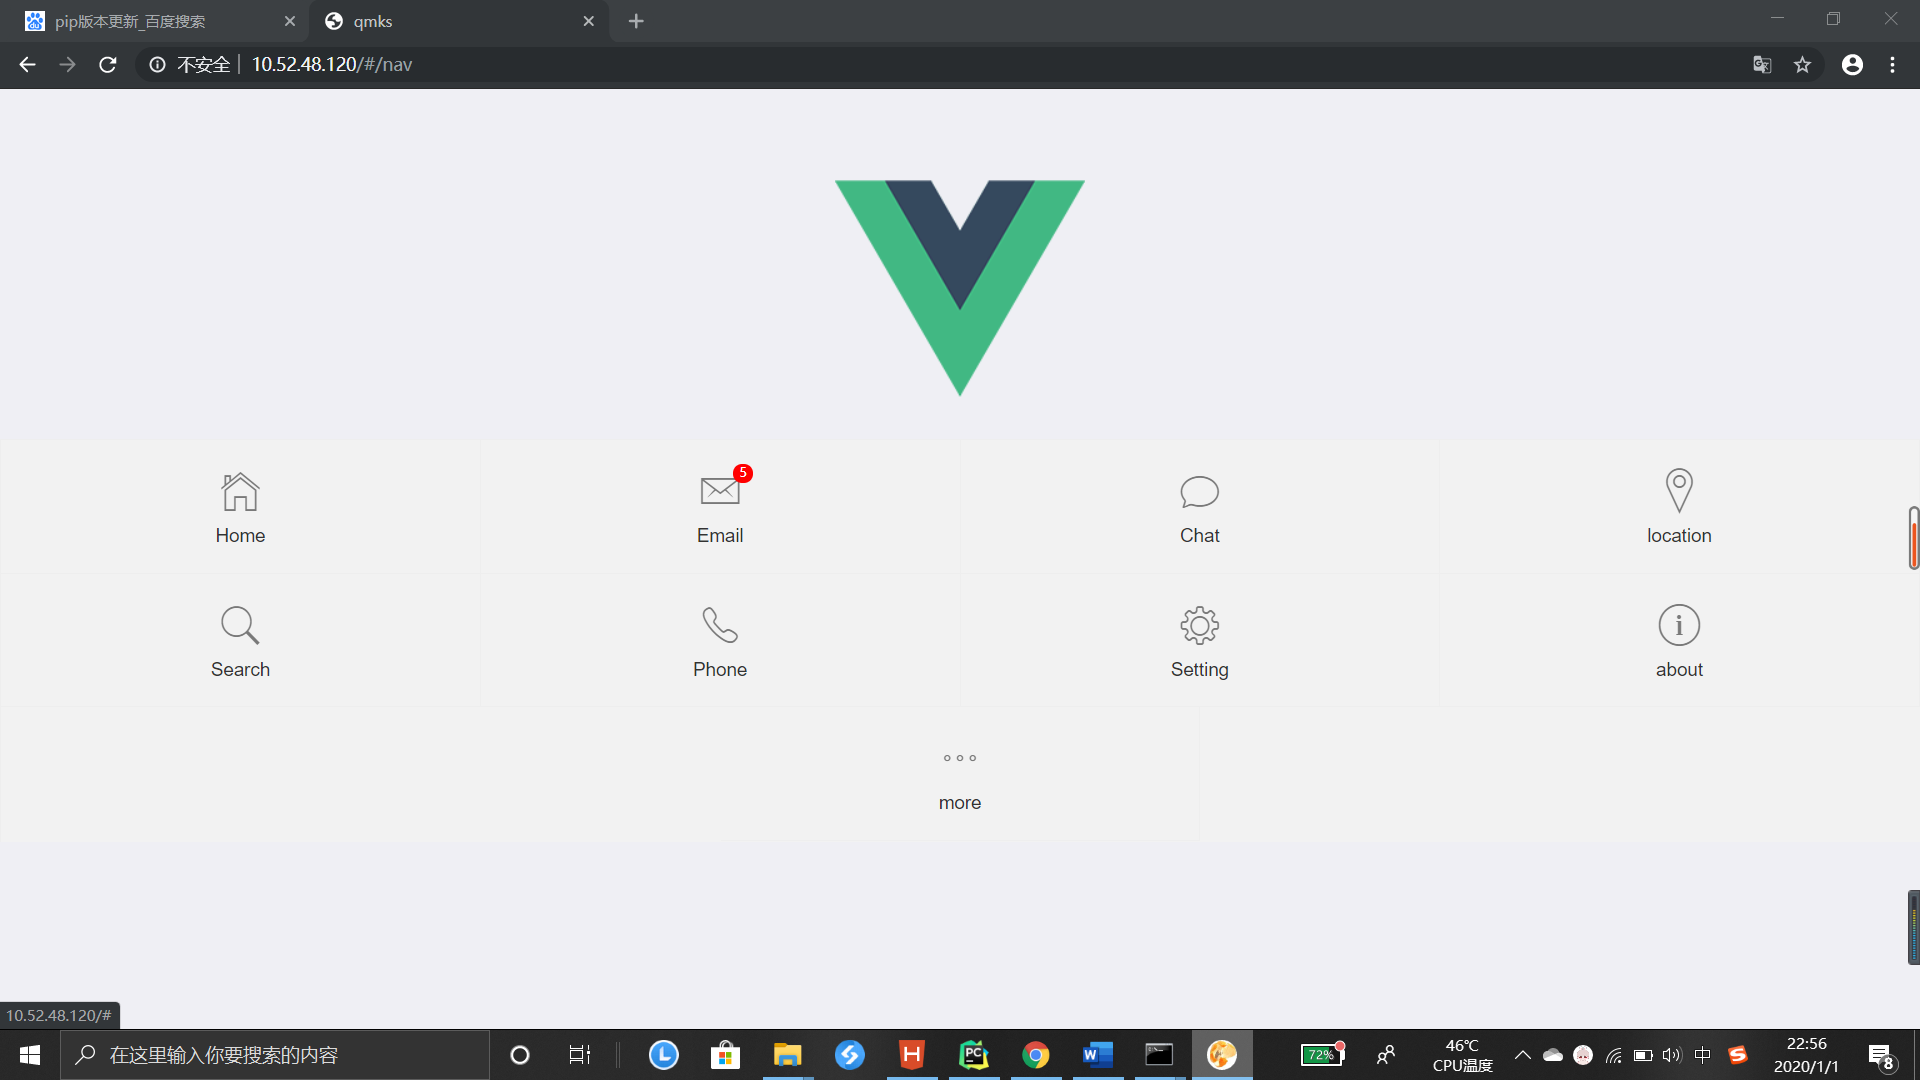 pip版本更新_百度搜索
qmks
不安全 10.52.48.120/#/nav
5
Home
Email
Chat
location
Search
Phone
Setting
about
more
10.52.48.120/#
在这里输入你要搜索的内容
L
H
PC
W
72%
46℃
CPU温度
中
S
22:56
2020/1/1
8